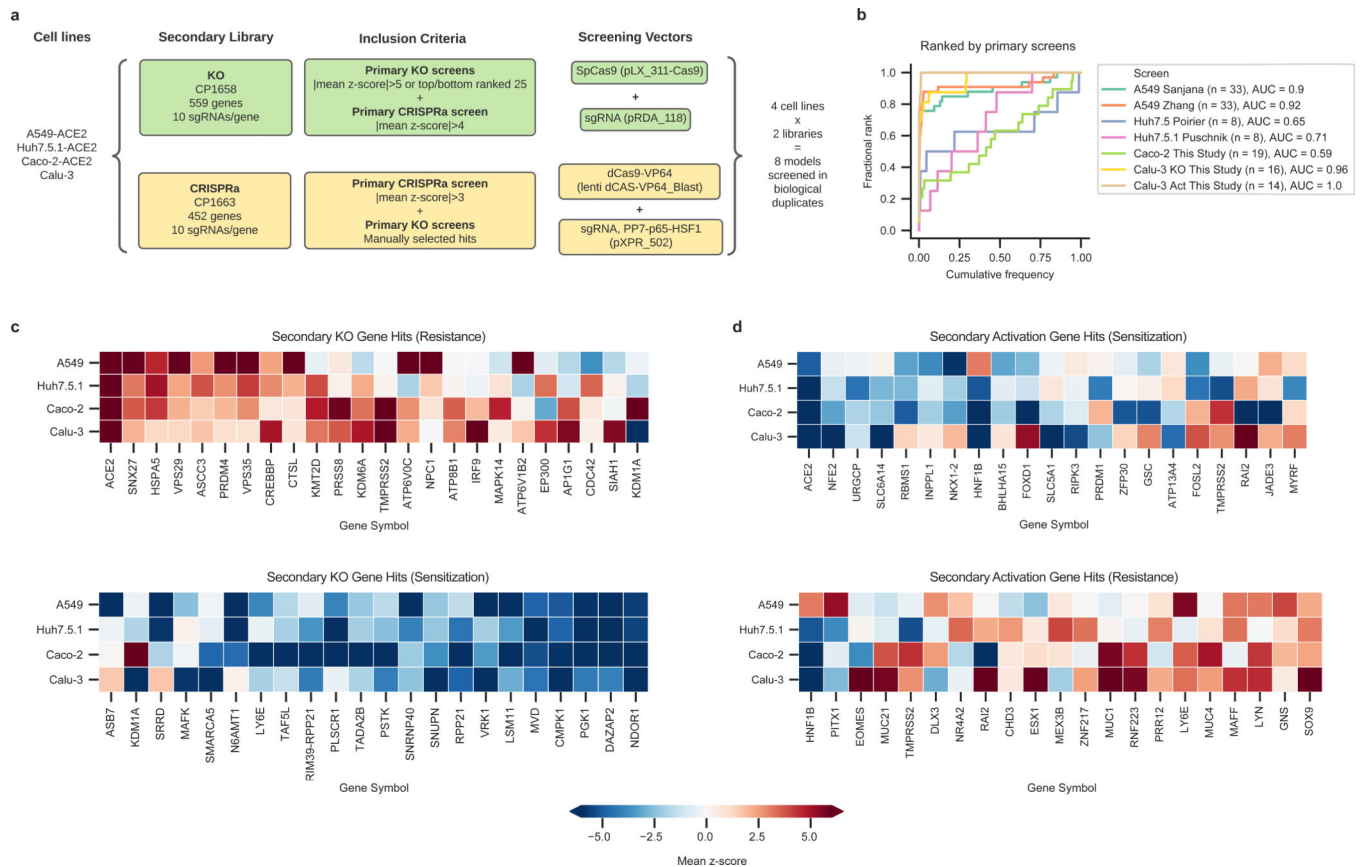 a
Cell lines
Secondary Library
Inclusion Criteria
Screening Vectors
A549-ACE2
Huh7.5.1-ACE2
Caco-2-ACE2
Calu-3
KO
CP1658
559 genes
10 sgRNAs/gene
Primary KO screens
|mean z-score|>5 or top/bottom ranked 25
+
Primary CRISPRa screen
|mean z-score|>4
SpCas9 (pLX_311-Cas9)
+
sgRNA (pRDA_118)
CRISPRa
CP1663
452 genes
10 sgRNAs/gene
Primary CRISPRa screen
|mean z-score|>3
+
Primary KO screens
Manually selected hits
dCas9-VP64
(lenti dCAS-VP64_Blast)
+
sgRNA, PP7-p65-HSF1
(pXPR_502)
4 cell lines
x
2 libraries
=
8 models
screened in
biological
duplicates
b
Ranked by primary screens
Fractional rank
1.0
0.8
0.6
0.4
0.2
0.0
0.00
0.25
0.50
0.75
1.00
Cumulative frequency
Screen
A549 Sanjana (n = 33), AUC = 0.9
A549 Zhang (n = 33), AUC = 0.92
Huh7.5 Poirier (n = 8), AUC = 0.65
Huh7.5.1 Puschnik (n = 8), AUC = 0.71
Caco-2 This Study (n = 19), AUC = 0.59
Calu-3 KO This Study (n = 16), AUC = 0.96
Calu-3 Act This Study (n = 14), AUC = 1.0
c
Secondary KO Gene Hits (Resistance)
A549
Huh7.5.1
Caco-2
Calu-3
ACE2
SNX27
HSPA5
VPS29
ASCC3
PRDM4
VPS35
CREBBP
CTSL
KMT2D
PRSS8
KDM6A
TMPRSS2
ATP6V0C
NPC1
ATP8B1
IRF9
MAPK14
ATP6V1B2
EP300
AP1G1
CDC42
SIAH1
KDM1A
Gene Symbol
Secondary KO Gene Hits (Sensitization)
A549
Huh7.5.1
Caco-2
Calu-3
ASB7
KDM1A
SRRD
MAFK
SMARCA5
N6AMT1
LY6E
TAF5L
RIM39-RPP21
PLSCR1
TADA2B
PSTK
SNRNP40
SNUPN
RPP21
VRK1
LSM11
MVD
CMPK1
PGK1
DAZAP2
NDOR1
Gene Symbol
d
Secondary Activation Gene Hits (Sensitization)
A549
Huh7.5.1
Caco-2
Calu-3
ACE2
NFE2
URGCP
SLC6A14
RBMS1
INPPL1
NKX1-2
HNF1B
BHLHA15
FOXD1
SLC5A1
RIPK3
PRDM1
ZFP30
GSC
ATP13A4
FOSL2
TMPRSS2
RAI2
JADE3
MYRF
Gene Symbol
Secondary Activation Gene Hits (Resistance)
A549
Huh7.5.1
Caco-2
Calu-3
HNF1B
PITX1
EOMES
MUC21
TMPRSS2
DLX3
NR4A2
RAI2
CHD3
ESX1
MEX3B
ZNF217
MUC1
RNF223
PRR12
LY6E
MUC4
MAFF
LYN
GNS
SOX9
Gene Symbol
−5.0
−2.5
0.0
2.5
5.0
Mean z-score